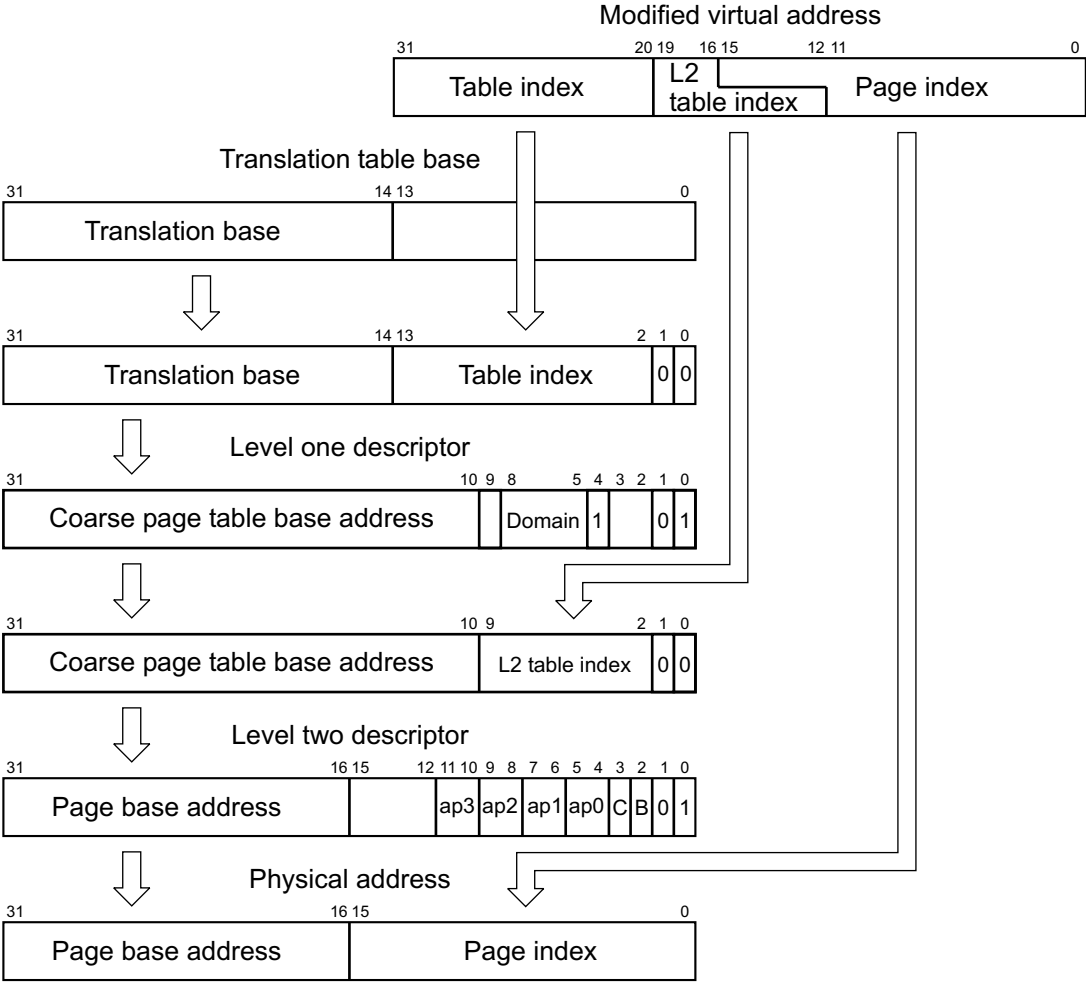 Modified virtual address
31 20 19 16 15 12 11 0
Table index L2 table index Page index
Translation table base
31 14 13 0
Translation base
31 14 13 2 1 0
Translation base Table index 0 0
Level one descriptor
31 10 9 8 5 4 3 2 1 0
Coarse page table base address Domain 1 0 1
31 10 9 2 1 0
Coarse page table base address L2 table index 0 0
Level two descriptor
31 16 15 12 11 10 9 8 7 6 5 4 3 2 1 0
Page base address ap3 ap2 ap1 ap0 C B 0 1
Physical address
31 16 15 0
Page base address Page index